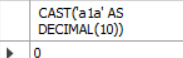 CAST('a1a' AS
DECIMAL(10))
0